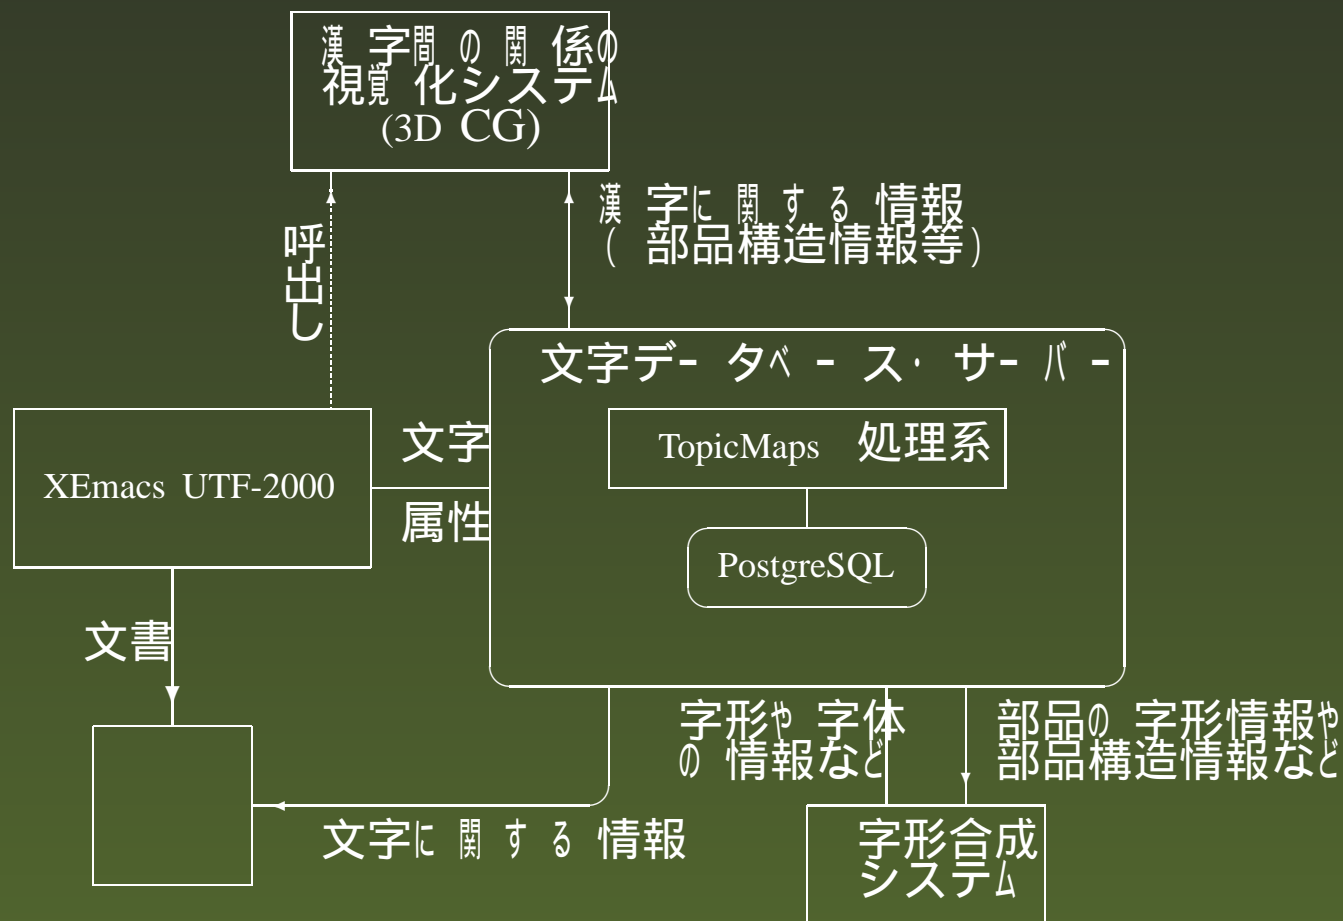 漢字間の関係の
視覚化システム
(3D CG)
漢字に関する情報
(部品構造情報等)
呼出し
文字データベース・サーバー
TopicMaps 処理系
文字
XEmacs UTF-2000
属性
PostgreSQL
文書
字形や字体
の情報など
部品の字形情報や
部品構造情報など
文字に関する情報
字形合成
システム